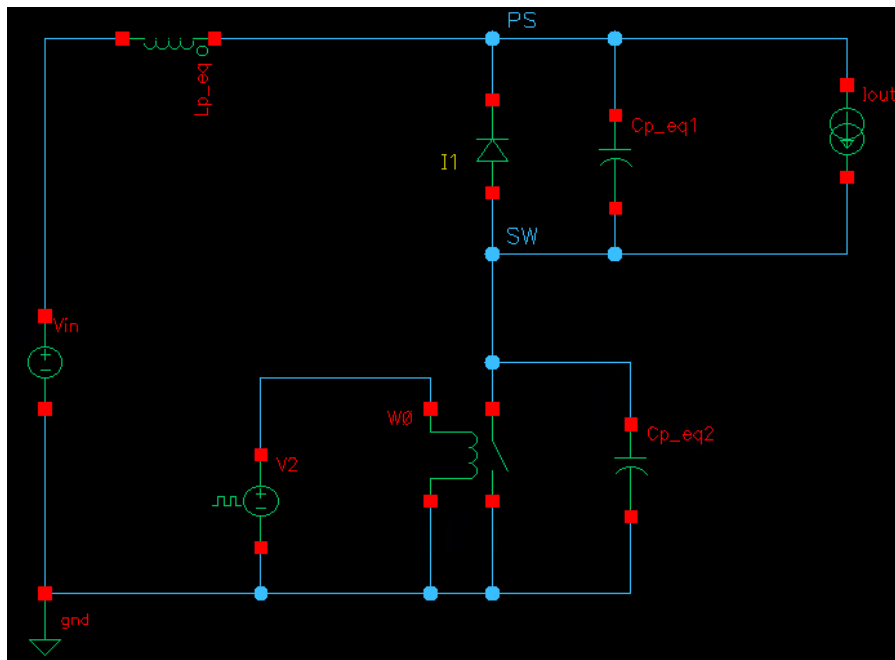 PS
Lp_eq
Iout
Cp_eq1
I1
SW
Vin
W0
Cp_eq2
V2
gnd